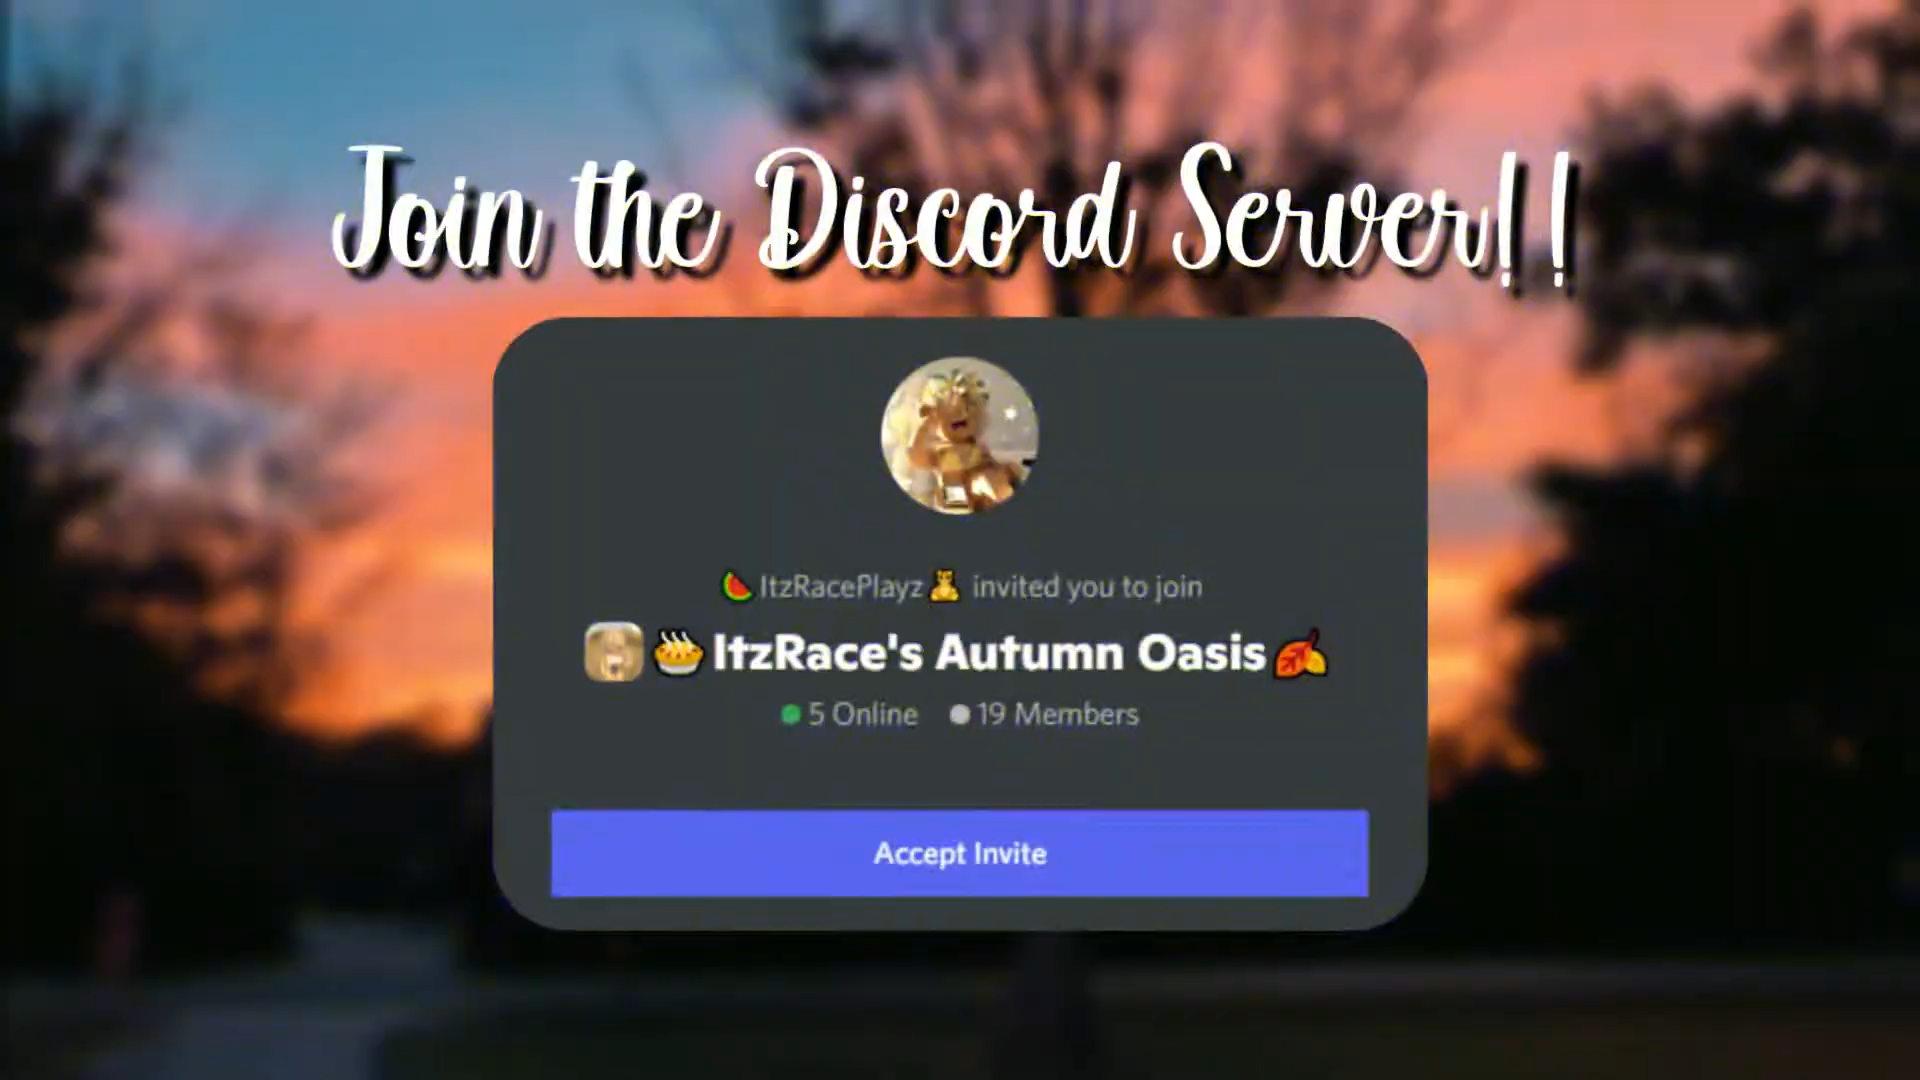 Join the Discord Server!!
🍉 ItzRacePlayz 🧸 invited you to join
🥧 ItzRace's Autumn Oasis 🍂
5 Online 19 Members
Accept Invite